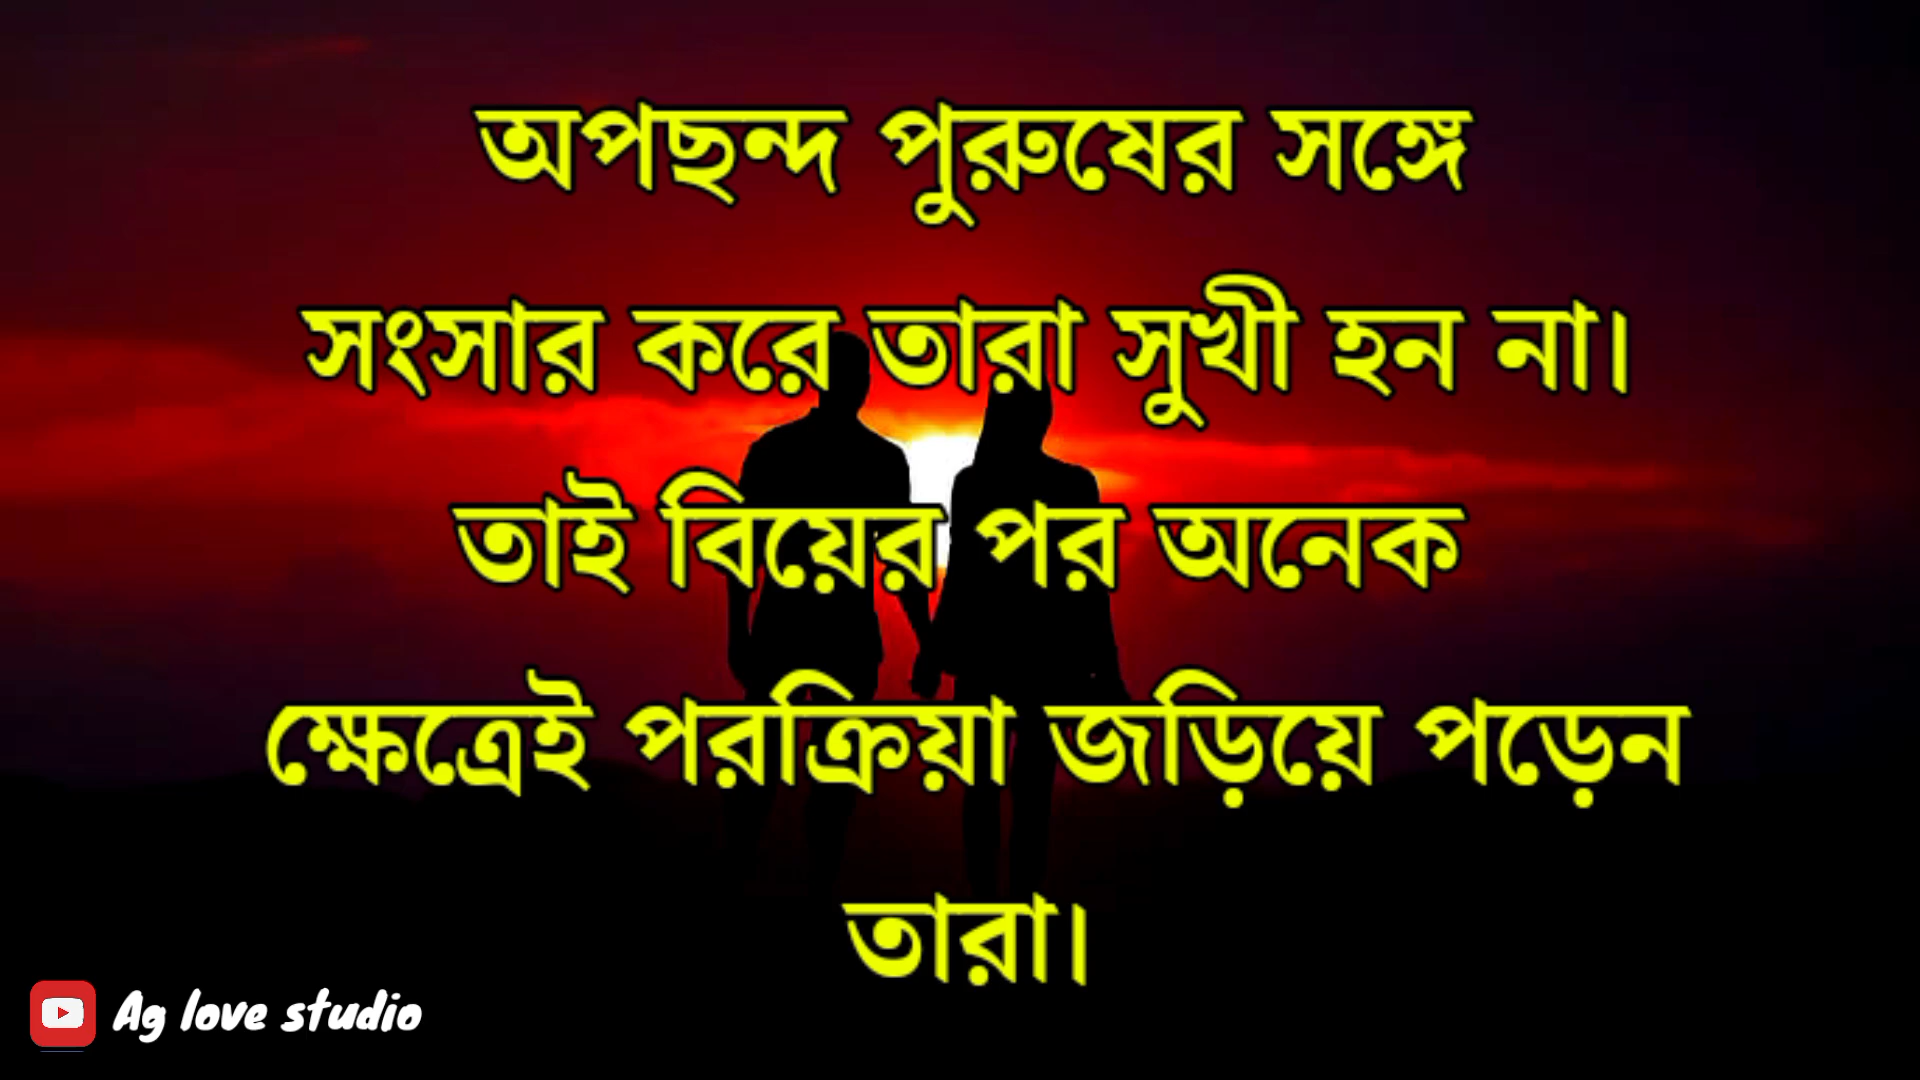 অপছন্দ পুরুষের সঙ্গে
সংসার করে তারা সুখী হন না।
তাই বিয়ের পর অনেক
ক্ষেত্রেই পরক্রিয়া জড়িয়ে পড়েন
তারা।
Ag love studio